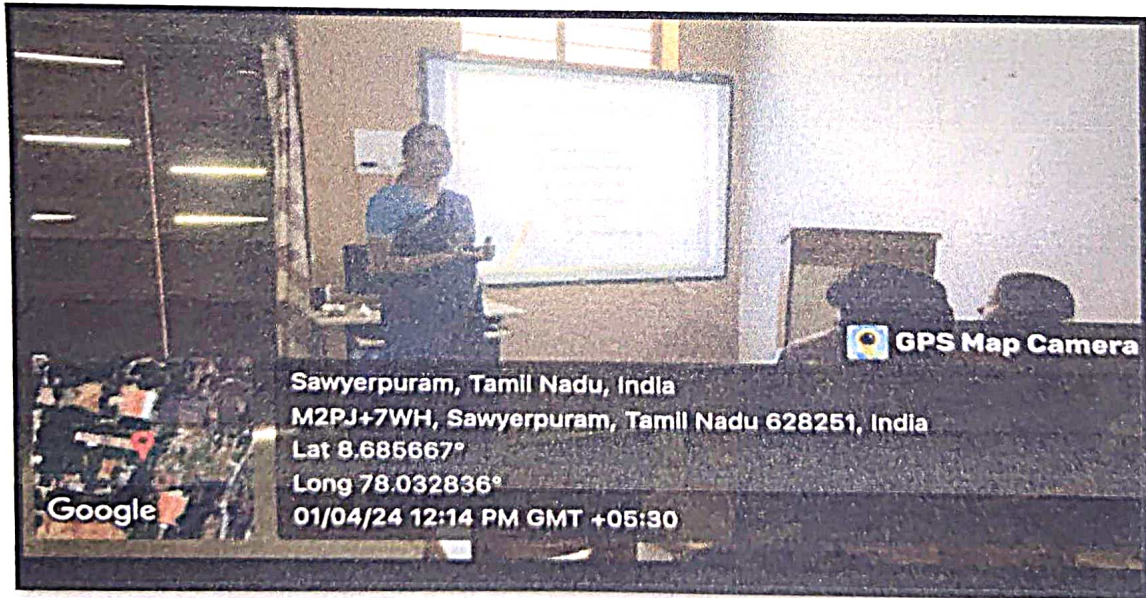 GPS Map Camera
Sawyerpuram, Tamil Nadu, India
M2PJ+7WH, Sawyerpuram, Tamil Nadu 628251, India
Lat 8.685667°
Long 78.032836°
01/04/24 12:14 PM GMT +05:30
Google